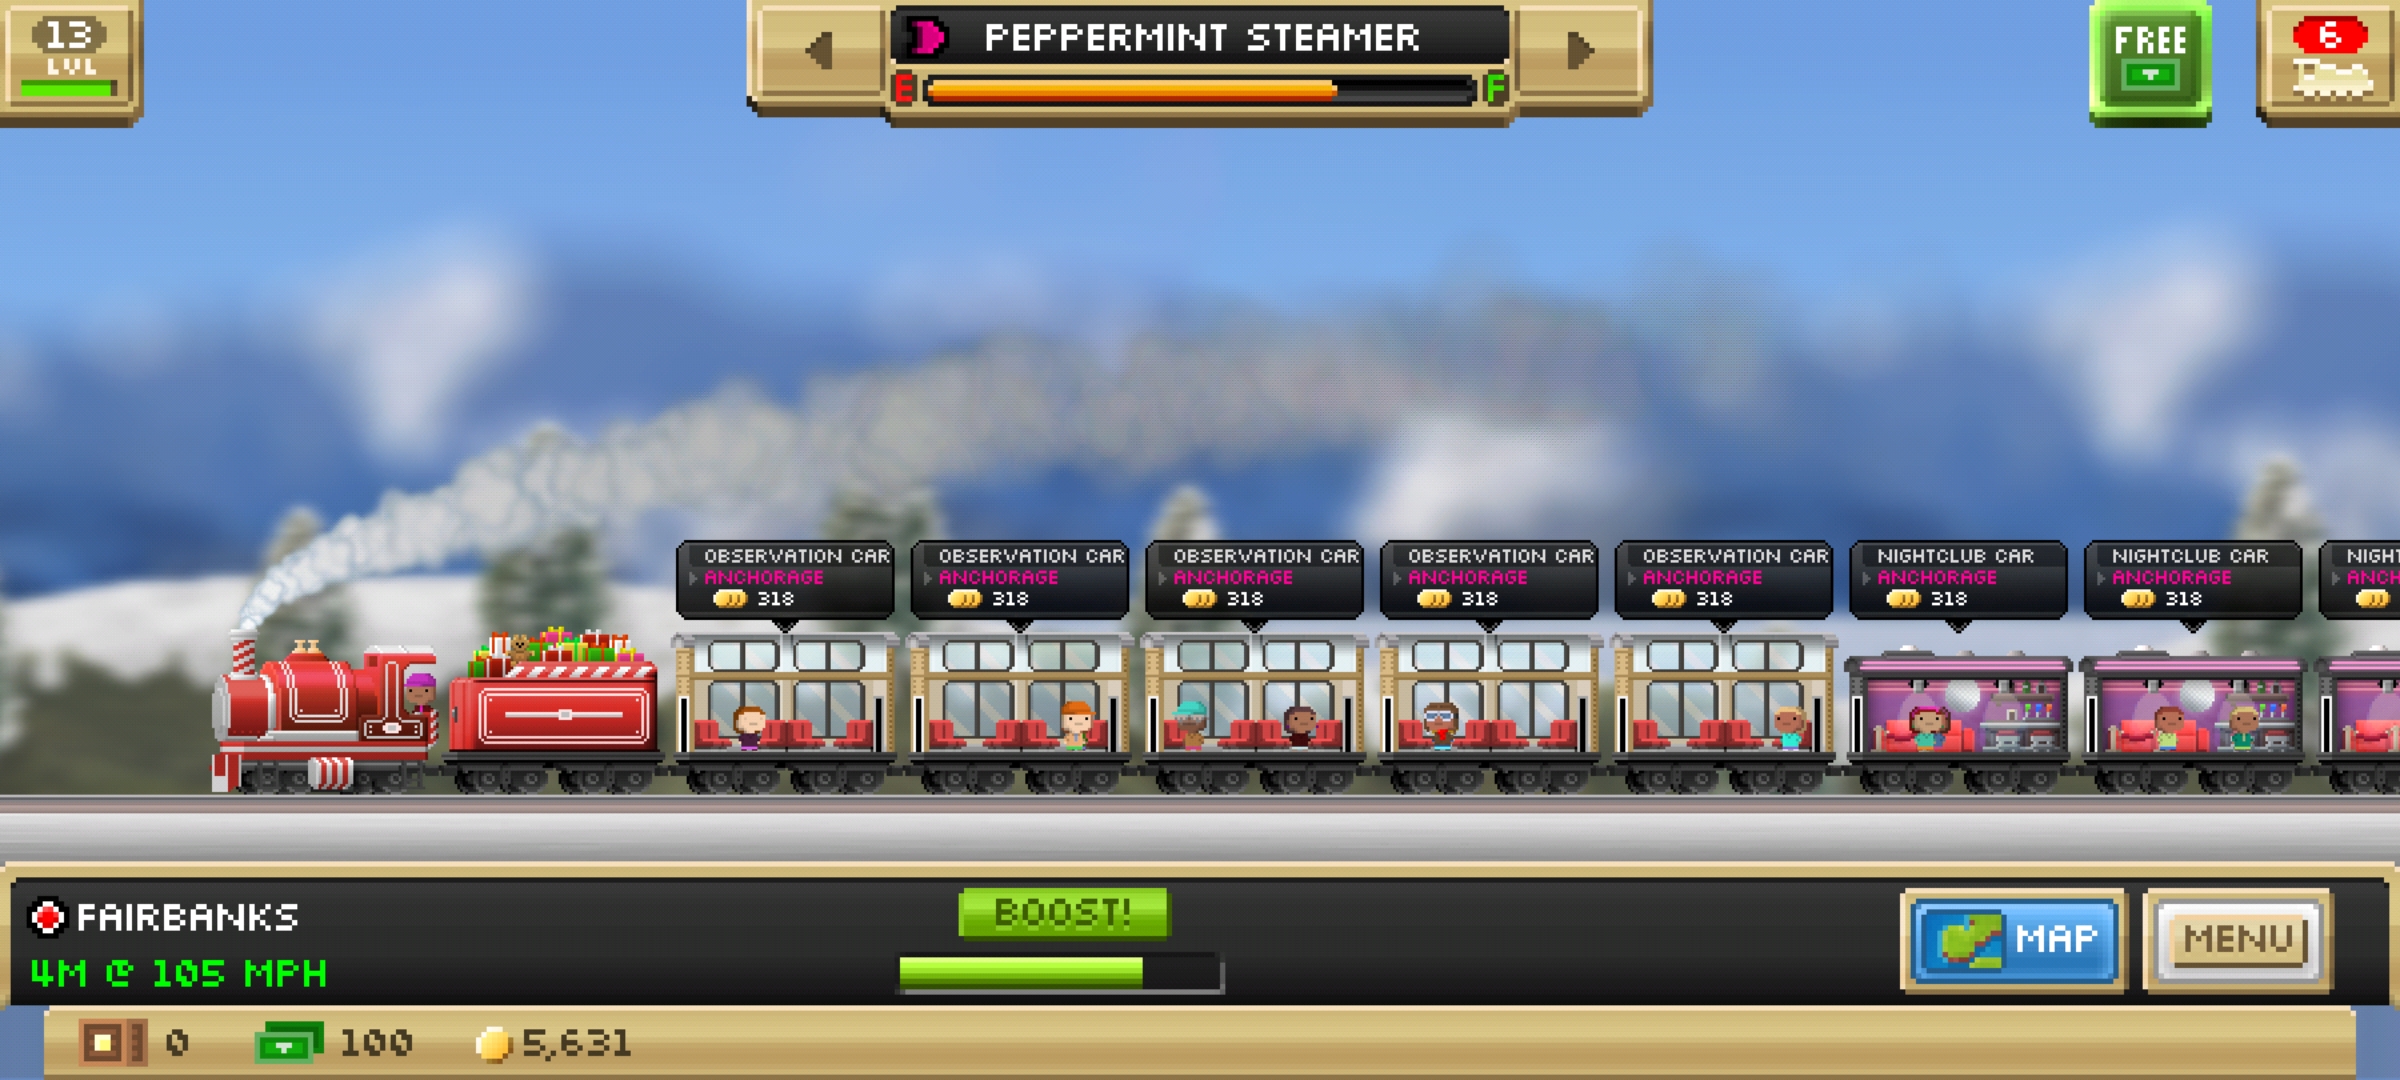 13
LVL
PEPPERMINT STEAMER
E F
FREE
6
OBSERVATION CAR
ANCHORAGE
318
OBSERVATION CAR
ANCHORAGE
318
OBSERVATION CAR
ANCHORAGE
318
OBSERVATION CAR
ANCHORAGE
318
OBSERVATION CAR
ANCHORAGE
318
NIGHTCLUB CAR
ANCHORAGE
318
NIGHTCLUB CAR
ANCHORAGE
318
NIGHT
ANCH
FAIRBANKS
4M @ 105 MPH
BOOST!
MAP
MENU
0 100 5,631